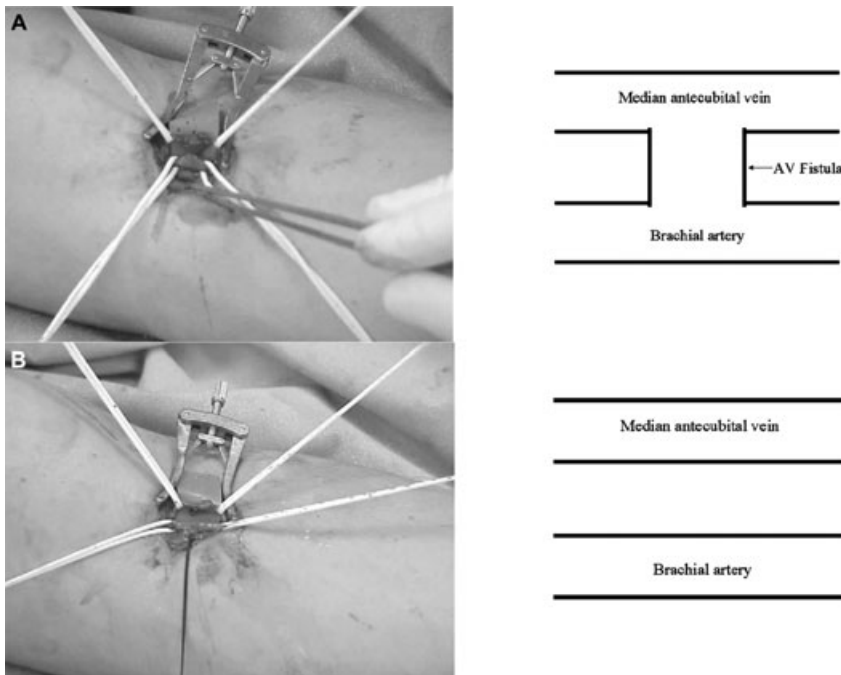 A
Median antecubital vein
AV Fistula
Brachial artery
B
Median antecubital vein
Brachial artery